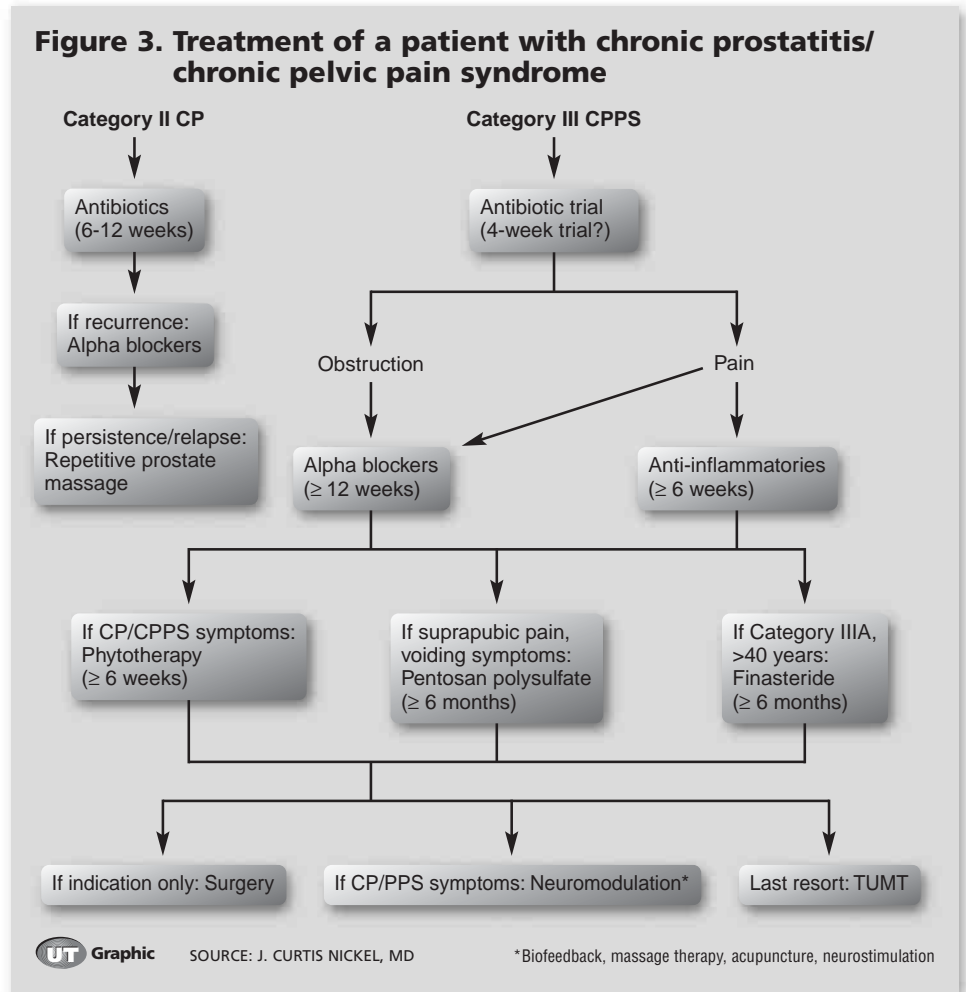 Figure 3. Treatment of a patient with chronic prostatitis/
chronic pelvic pain syndrome
Category II CP
Category III CPPS
Antibiotics
(6-12 weeks)
Antibiotic trial
(4-week trial?)
If recurrence:
Alpha blockers
Obstruction
Pain
If persistence/relapse:
Repetitive prostate
massage
Alpha blockers
(≥ 12 weeks)
Anti-inflammatories
(≥ 6 weeks)
If CP/CPPS symptoms:
Phytotherapy
(≥ 6 weeks)
If suprapubic pain,
voiding symptoms:
Pentosan polysulfate
(≥ 6 months)
If Category IIIA,
>40 years:
Finasteride
(≥ 6 months)
If indication only: Surgery
If CP/PPS symptoms: Neuromodulation*
Last resort: TUMT
UT Graphic
SOURCE: J. CURTIS NICKEL, MD
*Biofeedback, massage therapy, acupuncture, neurostimulation